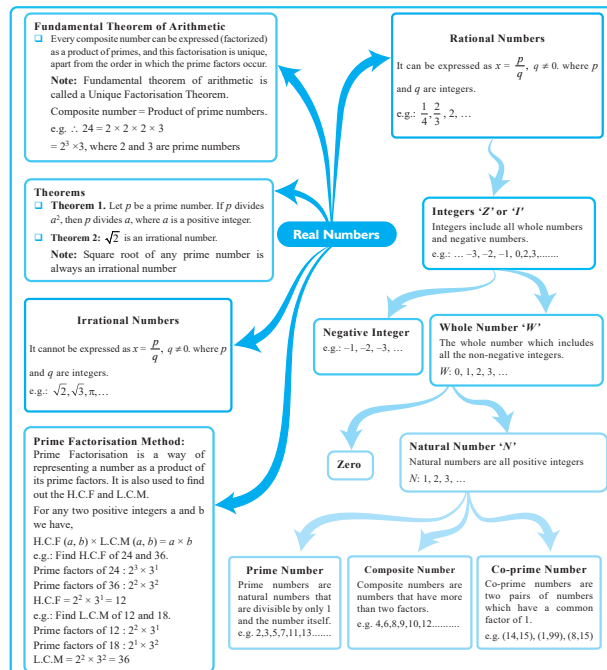 Fundamental Theorem of Arithmetic
❑ Every composite number can be expressed (factorized)
as a product of primes, and this factorisation is unique,
apart from the order in which the prime factors occur.
Note: Fundamental theorem of arithmetic is
called a Unique Factorisation Theorem.
Composite number = Product of prime numbers.
e.g. ∴ 24 = 2 × 2 × 2 × 3
= 2³ ×3, where 2 and 3 are prime numbers
Theorems
❑ Theorem 1. Let p be a prime number. If p divides
a², then p divides a, where a is a positive integer.
❑ Theorem 2: √2 is an irrational number.
Note: Square root of any prime number is
always an irrational number
Real Numbers
Irrational Numbers
It cannot be expressed as x = p/q, q ≠ 0. where p
and q are integers.
e.g.: √2, √3, π,...
Prime Factorisation Method:
Prime Factorisation is a way of
representing a number as a product of
its prime factors. It is also used to find
out the H.C.F and L.C.M.
For any two positive integers a and b
we have,
H.C.F (a, b) × L.C.M (a, b) = a × b
e.g.: Find H.C.F of 24 and 36.
Prime factors of 24 : 2³ × 3¹
Prime factors of 36 : 2² × 3²
H.C.F = 2² × 3¹ = 12
e.g.: Find L.C.M of 12 and 18.
Prime factors of 12 : 2² × 3¹
Prime factors of 18 : 2¹ × 3²
L.C.M = 2² × 3² = 36
Rational Numbers
It can be expressed as x = p/q, q ≠ 0. where p
and q are integers.
e.g.: 1/4, 2/3, 2, ...
Integers 'Z' or 'I'
Integers include all whole numbers
and negative numbers.
e.g.: ... –3, –2, –1, 0,2,3,.......
Negative Integer
e.g.: –1, –2, –3, ...
Whole Number 'W'
The whole number which includes
all the non-negative integers.
W: 0, 1, 2, 3, ...
Zero
Natural Number 'N'
Natural numbers are all positive integers
N: 1, 2, 3, ...
Prime Number
Prime numbers are
natural numbers that
are divisible by only 1
and the number itself.
e.g. 2,3,5,7,11,13.......
Composite Number
Composite numbers are
numbers that have more
than two factors.
e.g. 4,6,8,9,10,12..........
Co-prime Number
Co-prime numbers are
two pairs of numbers
which have a common
factor of 1.
e.g. (14,15), (1,99), (8,15)